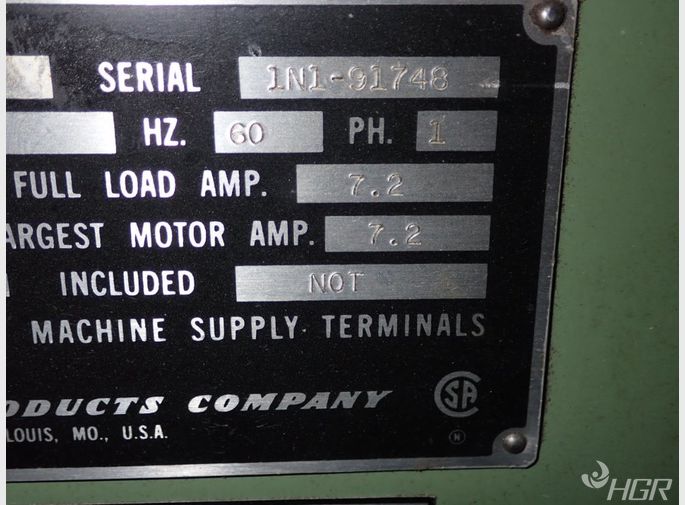 SERIAL 1N1-91748
HZ. 60 PH. 1
FULL LOAD AMP. 7.2
ARGEST MOTOR AMP. 7.2
INCLUDED NOT
MACHINE SUPPLY TERMINALS
ODUCTS COMPANY
LOUIS, MO., U.S.A.
SA
N
HGR